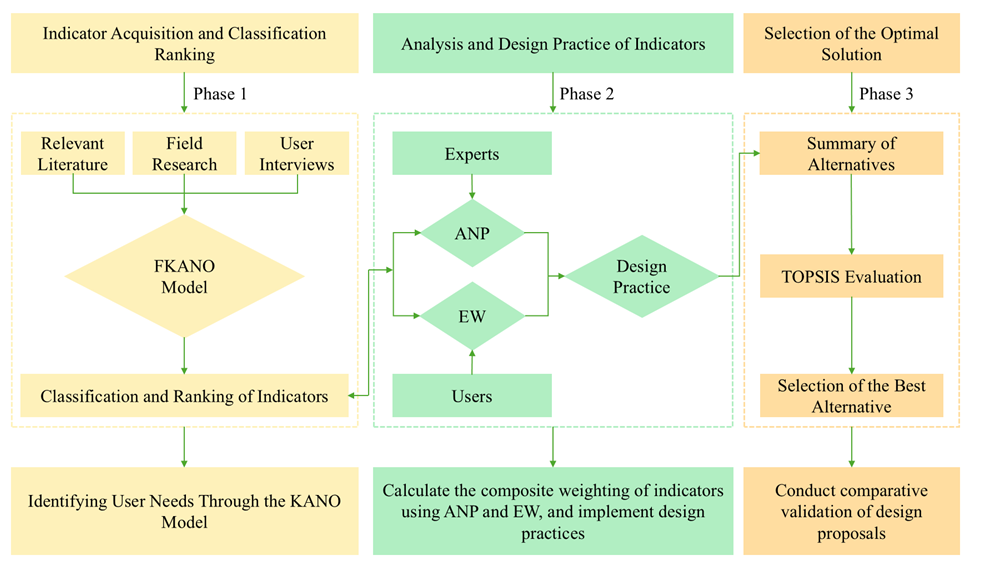 Indicator Acquisition and Classification
Ranking
Analysis and Design Practice of Indicators
Selection of the Optimal
Solution
Phase 1
Phase 2
Phase 3
Relevant
Literature
Field
Research
User
Interviews
FKANO
Model
Classification and Ranking of Indicators
Experts
ANP
EW
Users
Design
Practice
Summary of
Alternatives
TOPSIS Evaluation
Selection of the Best
Alternative
Identifying User Needs Through the KANO
Model
Calculate the composite weighting of indicators
using ANP and EW, and implement design
practices
Conduct comparative
validation of design
proposals